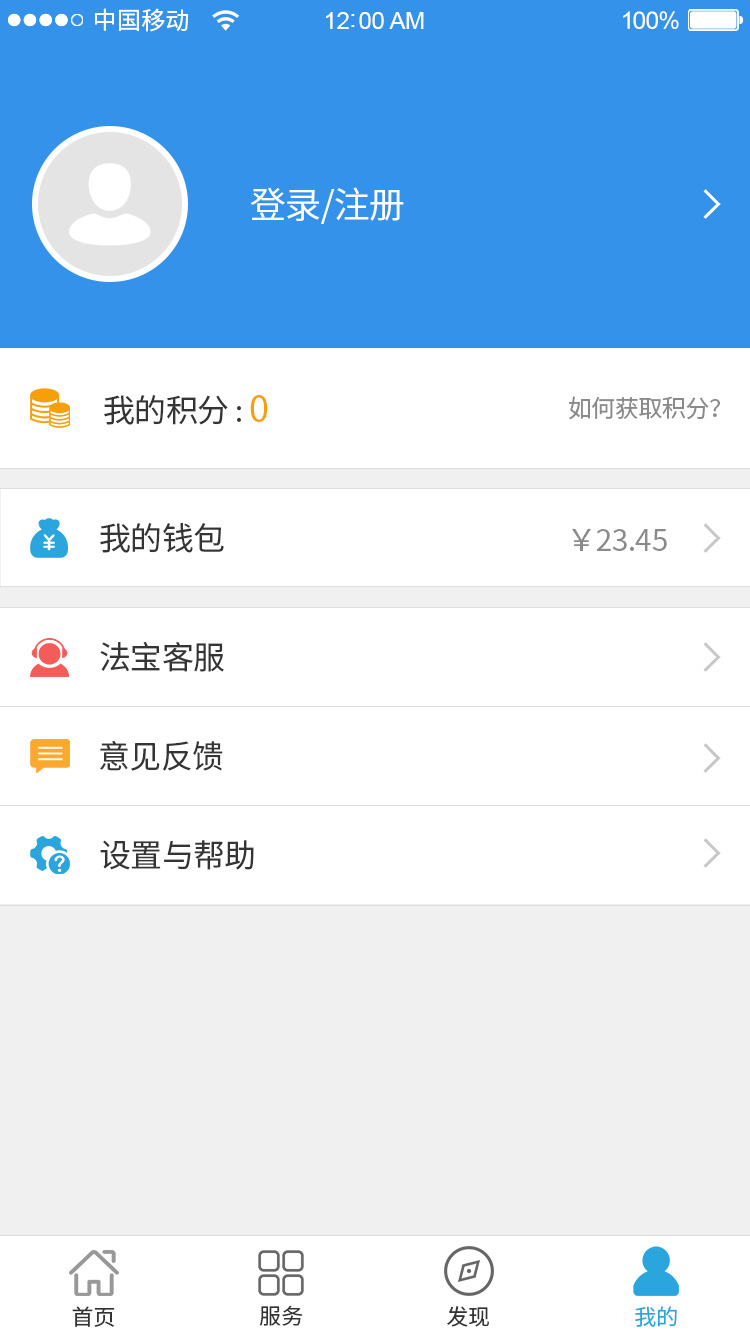 中国移动 12:00 AM 100%
登录/注册
我的积分 : 0 如何获取积分?
我的钱包 ￥23.45
法宝客服
意见反馈
设置与帮助
首页 服务 发现 我的